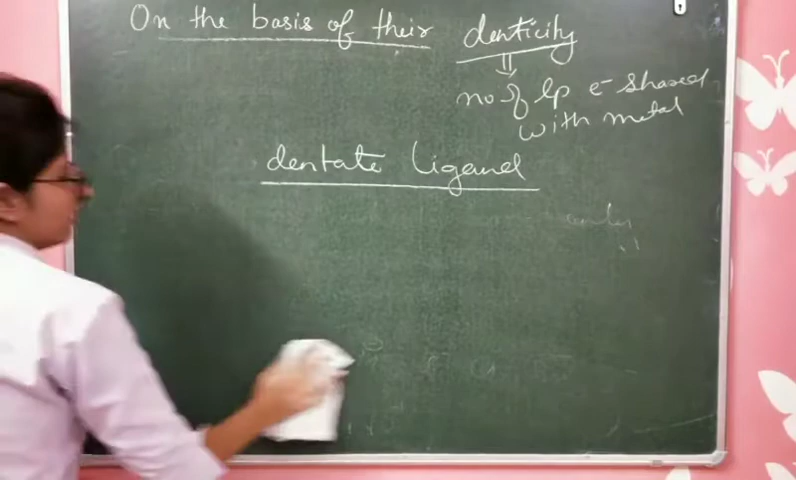 On the basis of their denticity
no of lp e- shared
with metal
dentate ligand